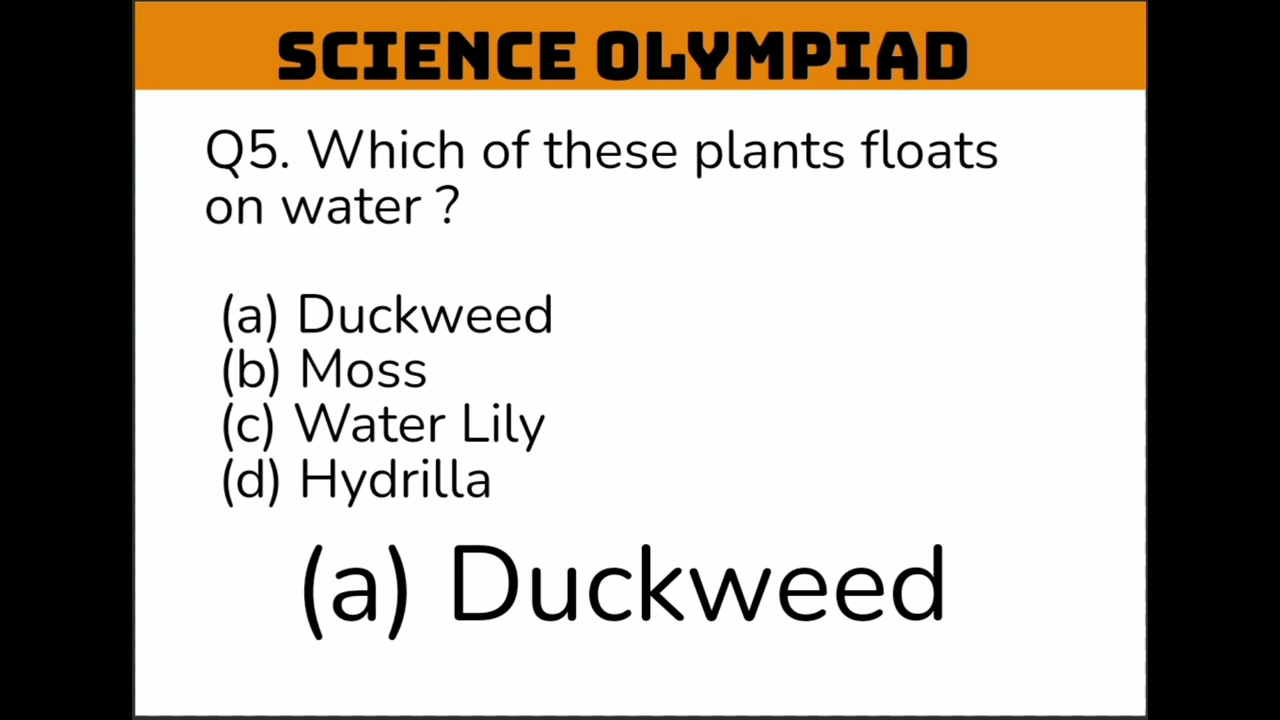 SCIENCE OLYMPIAD
Q5. Which of these plants floats
on water ?
(a) Duckweed
(b) Moss
(c) Water Lily
(d) Hydrilla
(a) Duckweed